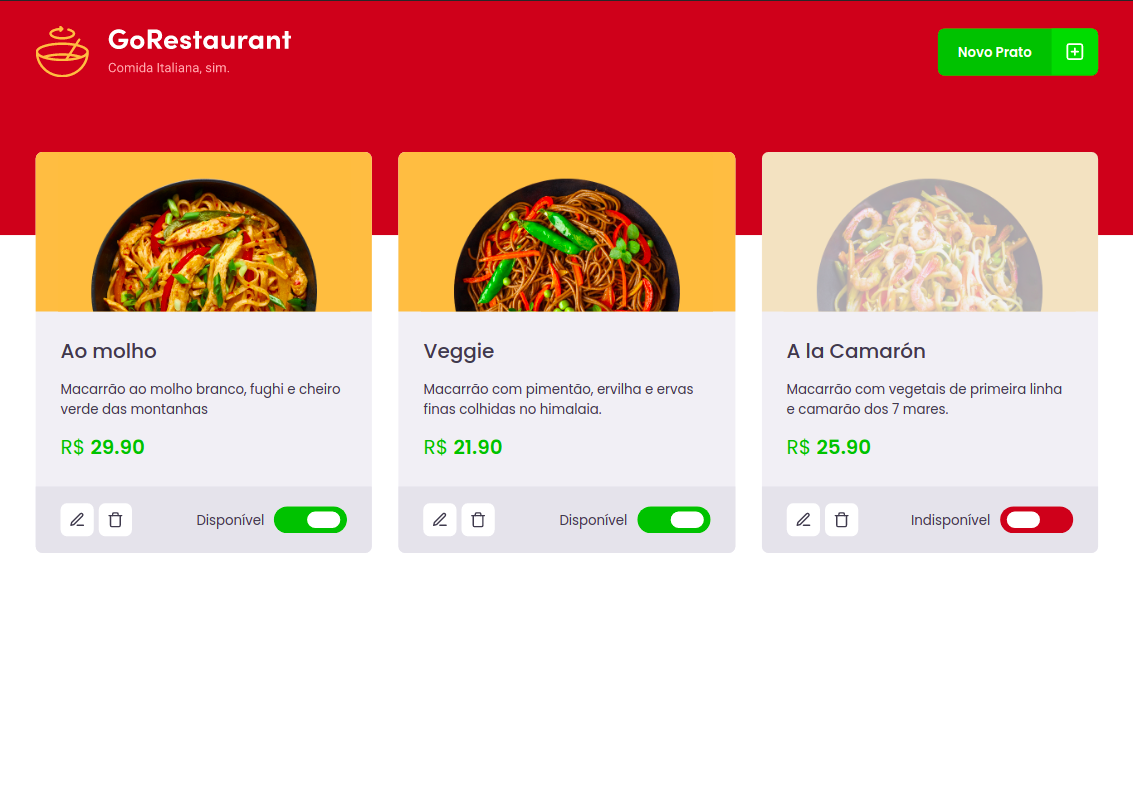 GoRestaurant
Comida Italiana, sim.
Novo Prato
Ao molho
Macarrão ao molho branco, fughi e cheiro
verde das montanhas
R$ 29.90
Disponível
Veggie
Macarrão com pimentão, ervilha e ervas
finas colhidas no himalaia.
R$ 21.90
Disponível
A la Camarón
Macarrão com vegetais de primeira linha
e camarão dos 7 mares.
R$ 25.90
Indisponível